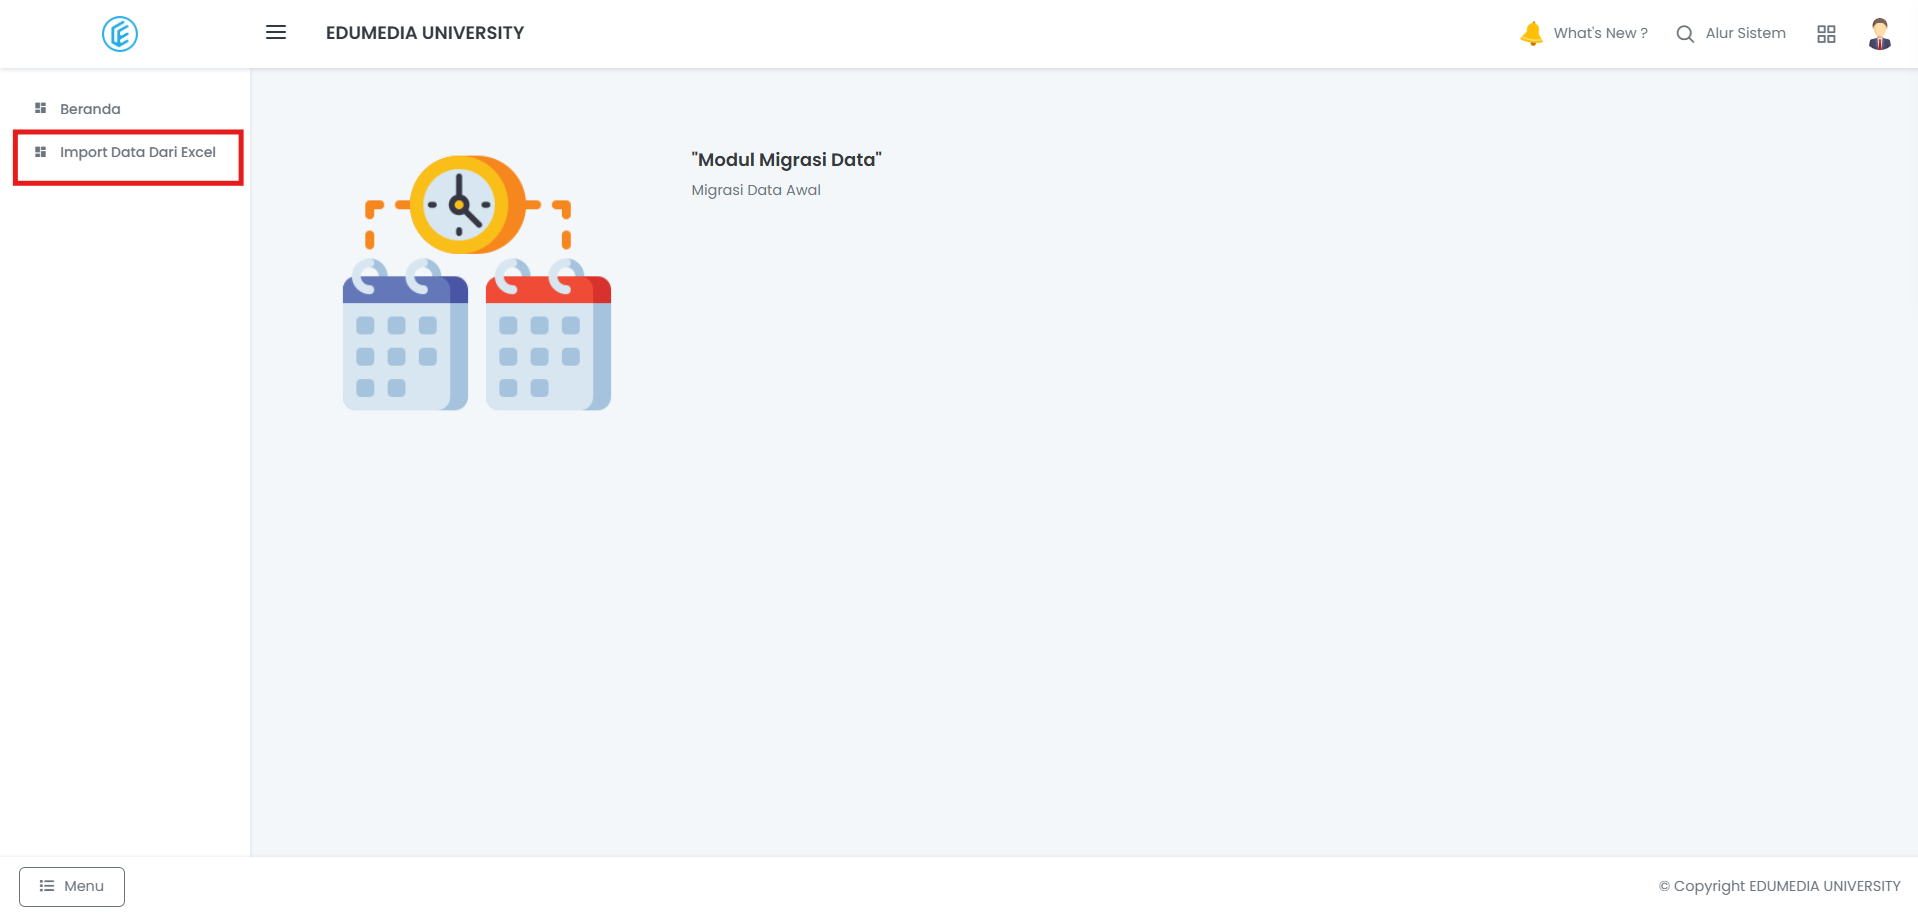 EDUMEDIA UNIVERSITY
What's New ?
Alur Sistem
Beranda
Import Data Dari Excel
"Modul Migrasi Data"
Migrasi Data Awal
Menu
© Copyright EDUMEDIA UNIVERSITY